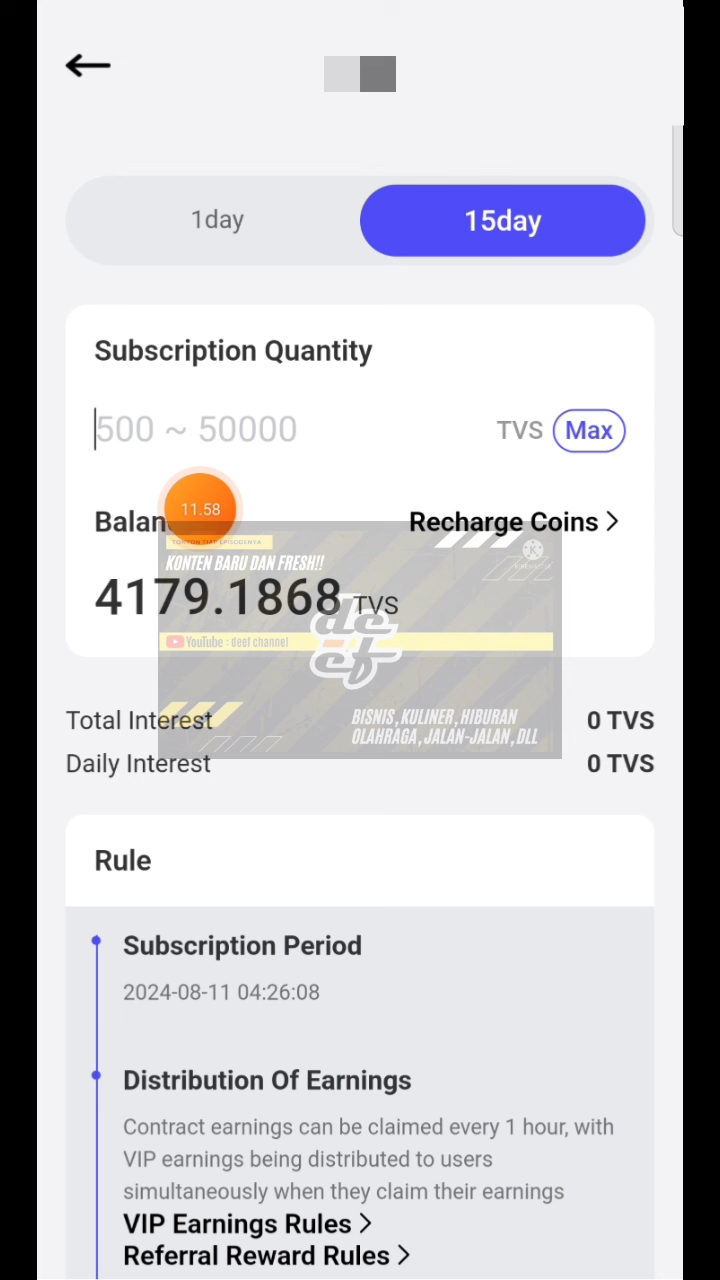 1day
15day
Subscription Quantity
500 ~ 50000
TVS Max
11.58
Recharge Coins >
TONTON TIAP EPISODENYA
KONTEN BARU DAN FRESH!!
4179.1868 TVS
deef
YouTube : deef channel
BISNIS, KULINER, HIBURAN
OLAHRAGA, JALAN-JALAN, DLL
Total Interest 0 TVS
Daily Interest 0 TVS
Rule
Subscription Period
2024-08-11 04:26:08
Distribution Of Earnings
Contract earnings can be claimed every 1 hour, with
VIP earnings being distributed to users
simultaneously when they claim their earnings
VIP Earnings Rules >
Referral Reward Rules >